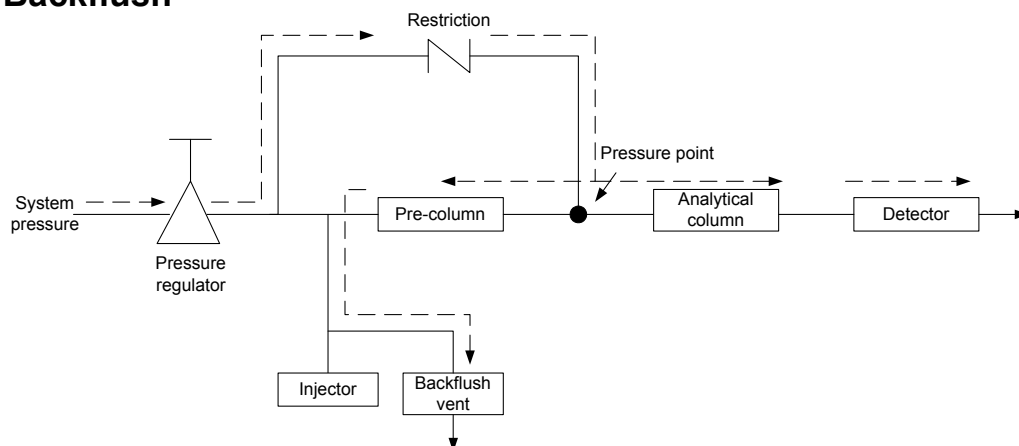 Backflush
Restriction
Pressure point
System
pressure
Pre-column
Analytical
column
Detector
Pressure
regulator
Injector
Backflush
vent